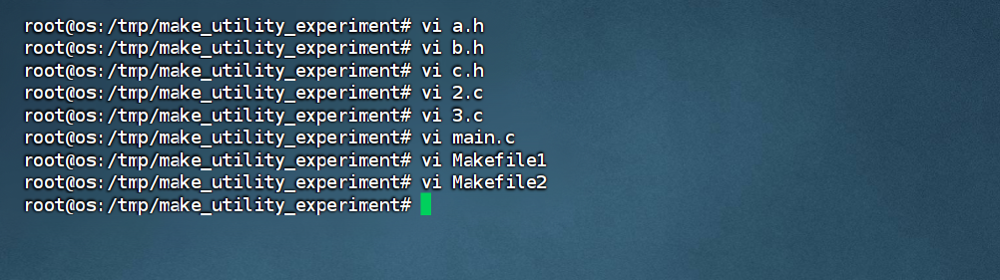 root@os:/tmp/make_utility_experiment# vi a.h
root@os:/tmp/make_utility_experiment# vi b.h
root@os:/tmp/make_utility_experiment# vi c.h
root@os:/tmp/make_utility_experiment# vi 2.c
root@os:/tmp/make_utility_experiment# vi 3.c
root@os:/tmp/make_utility_experiment# vi main.c
root@os:/tmp/make_utility_experiment# vi Makefile1
root@os:/tmp/make_utility_experiment# vi Makefile2
root@os:/tmp/make_utility_experiment#